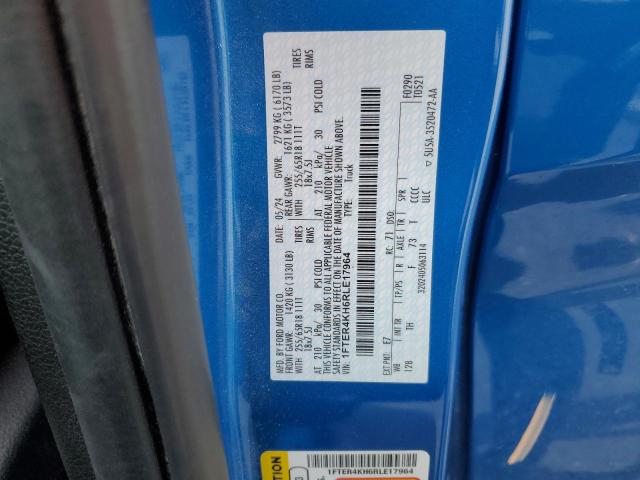 MFD. BY FORD MOTOR CO.
05/24 GVWR: 2799 KG ( 6170 LB)
FRONT GAWR: 1420 KG ( 3130 LB) REAR GAWR: 1621 KG ( 3573 LB)
WITH 255/65R18 111T TIRES WITH 255/65R18 111T TIRES
18x7.5J RIMS 18x7.5J RIMS
AT 210 kPa/ 30 PSI COLD AT 210 kPa/ 30 PSI COLD
THIS VEHICLE CONFORMS TO ALL APPLICABLE FEDERAL MOTOR VEHICLE
SAFETY STANDARDS IN EFFECT ON THE DATE OF MANUFACTURE SHOWN ABOVE.
VIN: 1FTER4KH6RLE17964
TYPE: Truck
F0290
T0521
EXT PNT: E7 RC: 71 DSO:
WB INT TR TP/PS R AXLE TR SPR
128 TH F 73 T CCCC
ULC
3202405063114
5U5A-3520472-AA
1FTER4KH6RLE17964